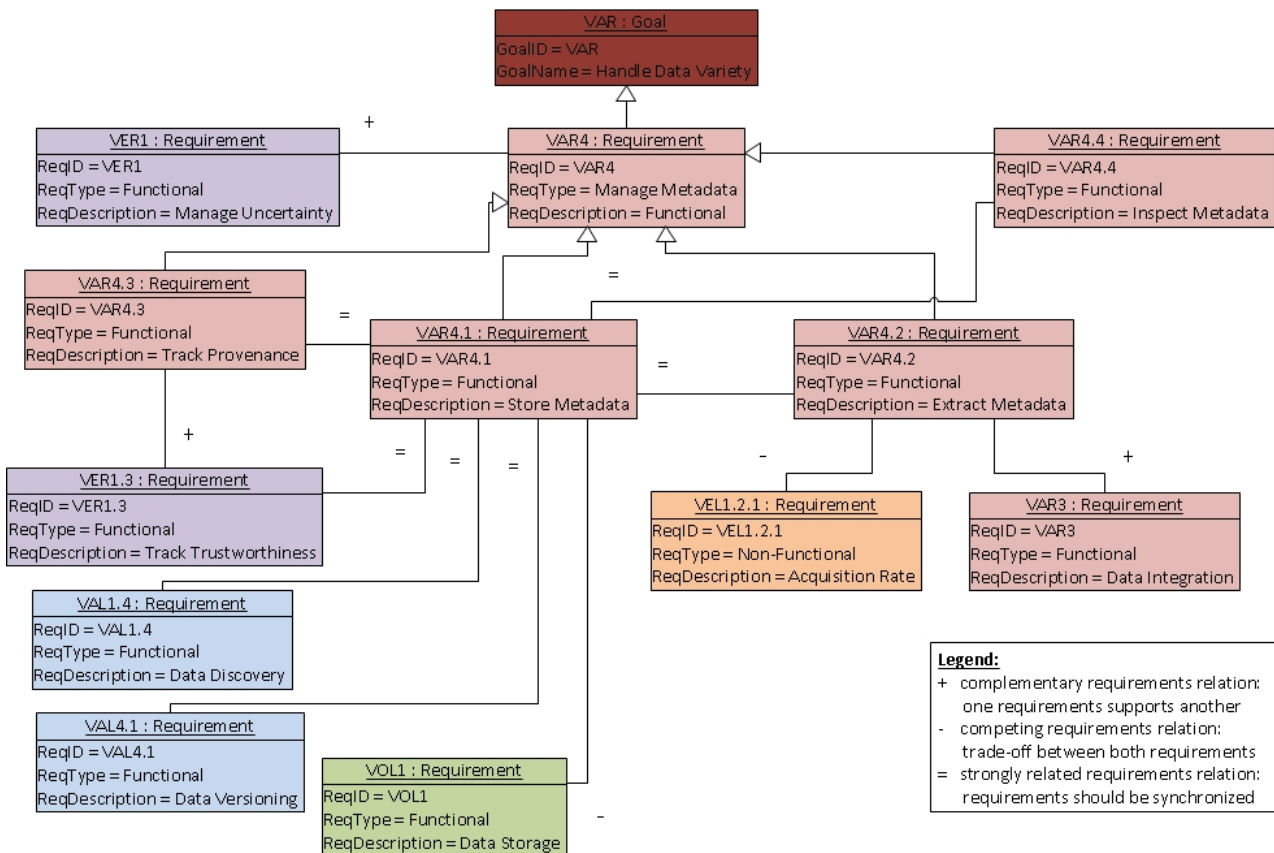 VAR : Goal
GoalID = VAR
GoalName = Handle Data Variety
+
VER1 : Requirement
ReqID = VER1
ReqType = Functional
ReqDescription = Manage Uncertainty
VAR4 : Requirement
ReqID = VAR4
ReqType = Manage Metadata
ReqDescription = Functional
VAR4.4 : Requirement
ReqID = VAR4.4
ReqType = Functional
ReqDescription = Inspect Metadata
VAR4.3 : Requirement
ReqID = VAR4.3
ReqType = Functional
ReqDescription = Track Provenance
=
=
VAR4.1 : Requirement
ReqID = VAR4.1
ReqType = Functional
ReqDescription = Store Metadata
=
VAR4.2 : Requirement
ReqID = VAR4.2
ReqType = Functional
ReqDescription = Extract Metadata
+
=
=
=
-
+
VER1.3 : Requirement
ReqID = VER1.3
ReqType = Functional
ReqDescription = Track Trustworthiness
VEL1.2.1 : Requirement
ReqID = VEL1.2.1
ReqType = Non-Functional
ReqDescription = Acquisition Rate
VAR3 : Requirement
ReqID = VAR3
ReqType = Functional
ReqDescription = Data Integration
VAL1.4 : Requirement
ReqID = VAL1.4
ReqType = Functional
ReqDescription = Data Discovery
VAL4.1 : Requirement
ReqID = VAL4.1
ReqType = Functional
ReqDescription = Data Versioning
VOL1 : Requirement
ReqID = VOL1
ReqType = Functional
ReqDescription = Data Storage
-
Legend:
+ complementary requirements relation:
one requirements supports another
- competing requirements relation:
trade-off between both requirements
= strongly related requirements relation:
requirements should be synchronized